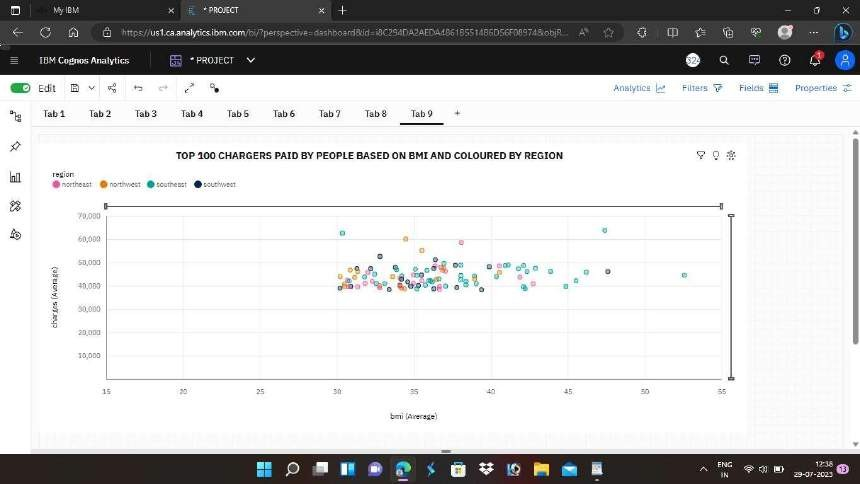 My IBM
* PROJECT
https://us1.ca.analytics.ibm.com/bi/?perspective=dashboard&id=i8C294DA2AEDA4861B5514B6D56F08974&objR...
IBM Cognos Analytics
* PROJECT
324
1
Edit
Analytics
Filters
Fields
Properties
Tab 1
Tab 2
Tab 3
Tab 4
Tab 5
Tab 6
Tab 7
Tab 8
Tab 9
TOP 100 CHARGERS PAID BY PEOPLE BASED ON BMI AND COLOURED BY REGION
region
northeast northwest southeast southwest
70,000
60,000
50,000
40,000
30,000
20,000
10,000
charges (Average)
15 20 25 30 35 40 45 50 55
bmi (Average)
ENG
IN
12:38
29-07-2023
13